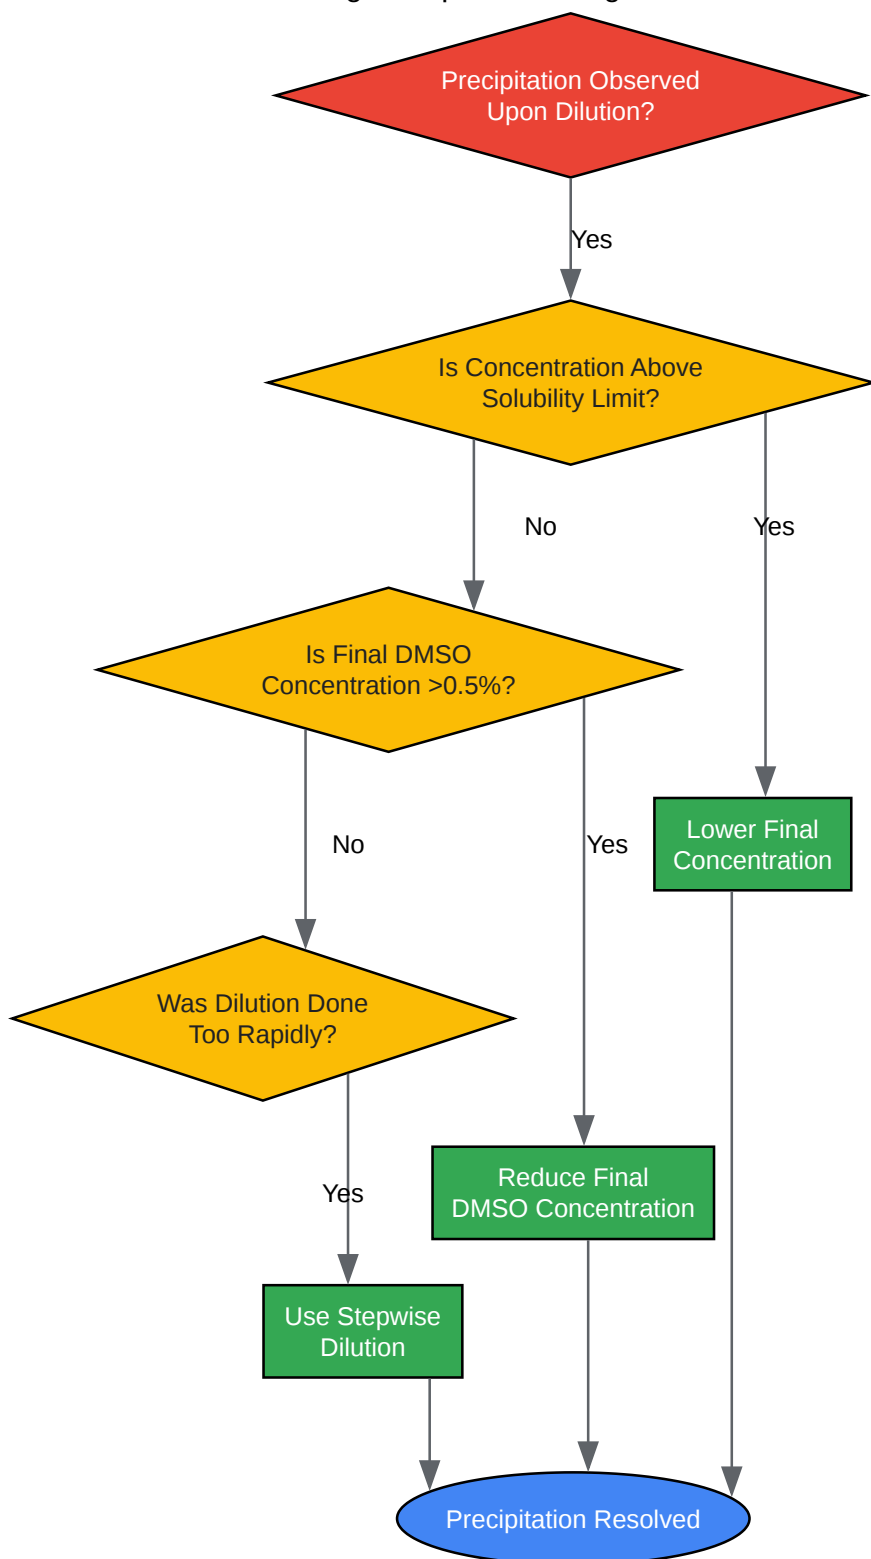 Precipitation Observed
Upon Dilution?
Yes
Is Concentration Above
Solubility Limit?
No
Yes
Is Final DMSO
Concentration >0.5%?
Lower Final
Concentration
No
Yes
Was Dilution Done
Too Rapidly?
Reduce Final
DMSO Concentration
Yes
Use Stepwise
Dilution
Precipitation Resolved